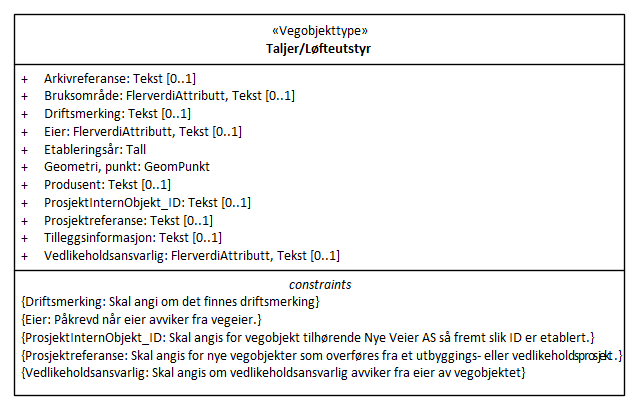 «Vegobjekttype»
Taljer/Løfteutstyr
+ Arkivreferanse: Tekst [0..1]
+ Bruksområde: FlerverdiAttributt, Tekst [0..1]
+ Driftsmerking: Tekst [0..1]
+ Eier: FlerverdiAttributt, Tekst [0..1]
+ Etableringsår: Tall
+ Geometri, punkt: GeomPunkt
+ Produsent: Tekst [0..1]
+ ProsjektInternObjekt_ID: Tekst [0..1]
+ Prosjektreferanse: Tekst [0..1]
+ Tilleggsinformasjon: Tekst [0..1]
+ Vedlikeholdsansvarlig: FlerverdiAttributt, Tekst [0..1]
constraints
{Driftsmerking: Skal angi om det finnes driftsmerking}
{Eier: Påkrevd når eier avviker fra vegeier.}
{ProsjektInternObjekt_ID: Skal angis for vegobjekt tilhørende Nye Veier AS så fremt slik ID er etablert.}
{Prosjektreferanse: Skal angis for nye vegobjekter som overføres fra et utbyggings- eller vedlikeholdsprosjekt.}
{Vedlikeholdsansvarlig: Skal angis om vedlikeholdsansvarlig avviker fra eier av vegobjektet}